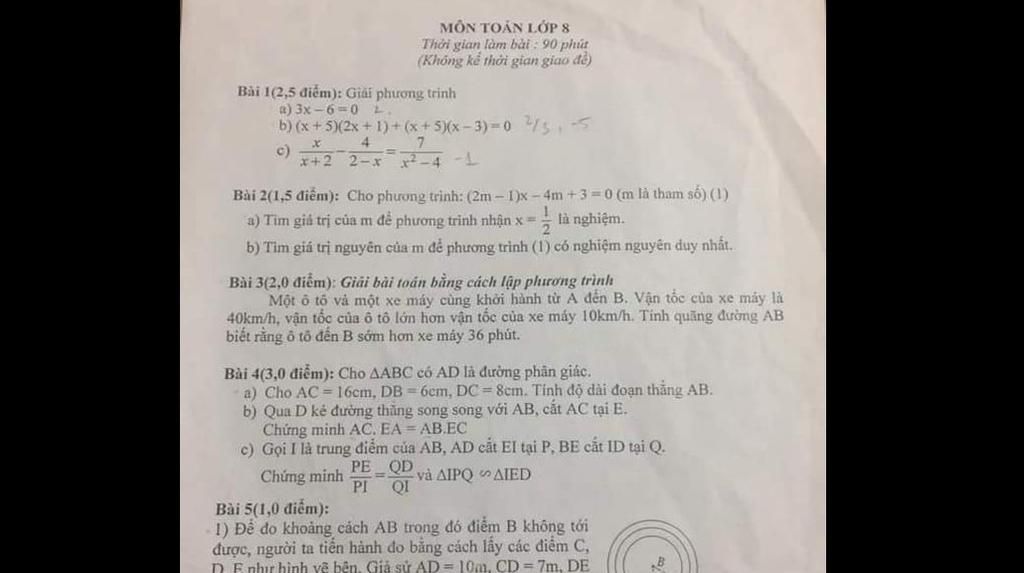 MÔN TOÁN LỚP 8
Thời gian làm bài : 90 phút
(Không kể thời gian giao đề)
Bài 1(2,5 điểm): Giải phương trình
a) 3x – 6 = 0 2.
b) (x + 5)(2x + 1) + (x + 5)(x – 3) = 0 2/3, -5
c) x/(x+2) − 4/(2−x) = 7/(x² − 4) -1
Bài 2(1,5 điểm): Cho phương trình: (2m – 1)x – 4m + 3 = 0 (m là tham số) (1)
a) Tìm giá trị của m để phương trình nhận x = 1/2 là nghiệm.
b) Tìm giá trị nguyên của m để phương trình (1) có nghiệm nguyên duy nhất.
Bài 3(2,0 điểm): Giải bài toán bằng cách lập phương trình
Một ô tô và một xe máy cùng khởi hành từ A đến B. Vận tốc của xe máy là
40km/h, vận tốc của ô tô lớn hơn vận tốc của xe máy 10km/h. Tính quãng đường AB
biết rằng ô tô đến B sớm hơn xe máy 36 phút.
Bài 4(3,0 điểm): Cho ΔABC có AD là đường phân giác.
a) Cho AC = 16cm, DB = 6cm, DC = 8cm. Tính độ dài đoạn thẳng AB.
b) Qua D kẻ đường thẳng song song với AB, cắt AC tại E.
Chứng minh AC. EA = AB.EC
c) Gọi I là trung điểm của AB, AD cắt EI tại P, BE cắt ID tại Q.
Chứng minh PE/PI = QD/QI và ΔIPQ ∽ ΔIED
Bài 5(1,0 điểm):
1) Để đo khoảng cách AB trong đó điểm B không tới
được, người ta tiến hành đo bằng cách lấy các điểm C,
D, E như hình vẽ bên. Giả sử AD = 10m, CD = 7m, DE
B